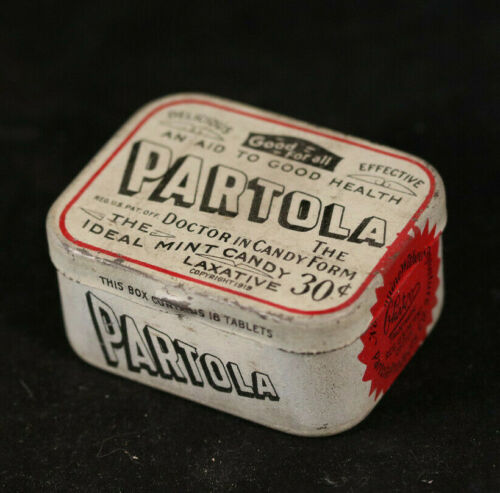 DELICIOUS
Good
For all
EFFECTIVE
AN AID TO GOOD HEALTH
PARTOLA
REG. U.S. PAT. OFF.
THE
DOCTOR IN CANDY FORM
THE
IDEAL MINT CANDY
LAXATIVE 30¢
COPYRIGHT 1919
THIS BOX CONTAINS 18 TABLETS
PARTOLA